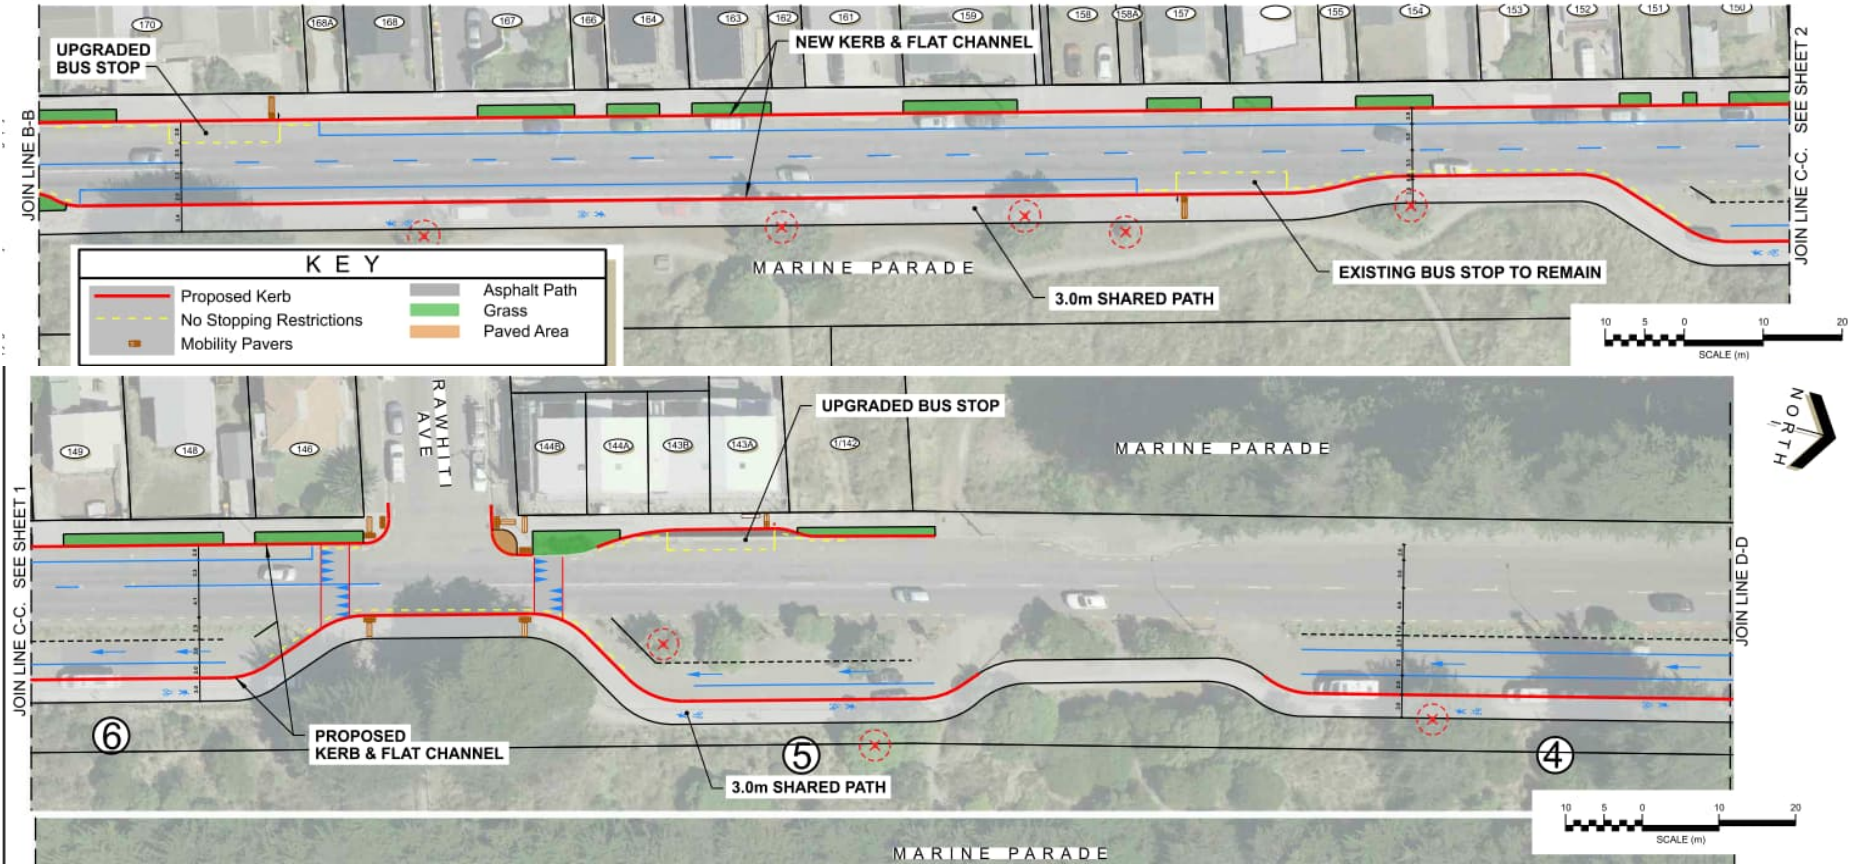 170
168A
168
167
166
164
163
162
161
159
158
158A
157
155
154
153
152
151
150
UPGRADED
BUS STOP
NEW KERB & FLAT CHANNEL
JOIN LINE B-B
JOIN LINE C-C. SEE SHEET 2
MARINE PARADE
EXISTING BUS STOP TO REMAIN
3.0m SHARED PATH
KEY
Proposed Kerb
No Stopping Restrictions
Mobility Pavers
Asphalt Path
Grass
Paved Area
10 5 0 10 20
SCALE (m)
149
148
146
RAWHITI
AVE
144B
144A
143B
143A
1/142
UPGRADED BUS STOP
MARINE PARADE
NORTH
JOIN LINE C-C. SEE SHEET 1
JOIN LINE D-D
PROPOSED
KERB & FLAT CHANNEL
6
5
4
3.0m SHARED PATH
10 5 0 10 20
SCALE (m)
MARINE PARADE